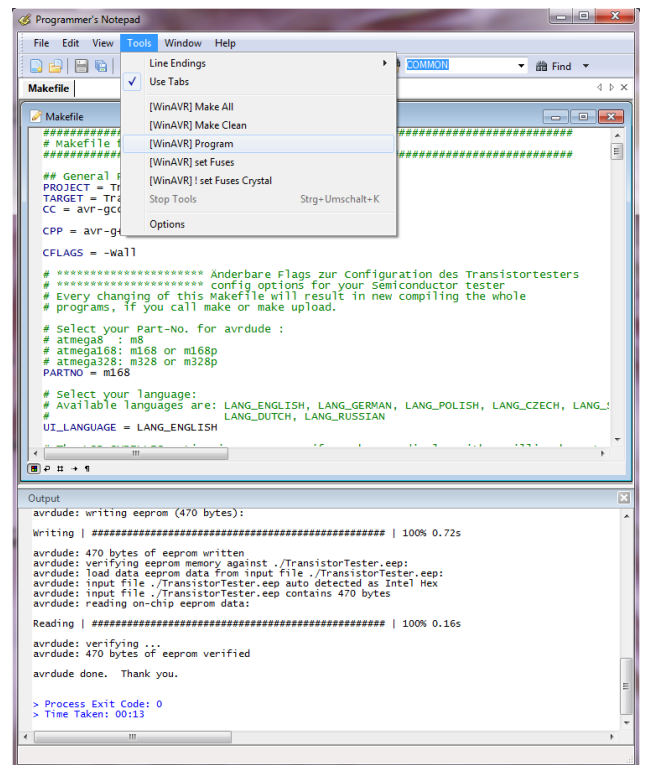 Programmer's Notepad
File Edit View Tools Window Help
COMMON Find
Makefile
Line Endings
Use Tabs
[WinAVR] Make All
[WinAVR] Make Clean
[WinAVR] Program
[WinAVR] set Fuses
[WinAVR] ! set Fuses Crystal
Stop Tools Strg+Umschalt+K
Options
Makefile
# Makefile
## General
PROJECT =
TARGET =
CC =
CPP =
CFLAGS = -Wall
# ********************** Änderbare Flags zur Configuration des Transistortesters
# ********************** config options for your Semiconductor tester
# Every changing of this Makefile will result in new compiling the whole
# programs, if you call make or make upload.
# Select your Part-No. for avrdude :
# atmega8 : m8
# atmega168: m168 or m168p
# atmega328: m328 or m328p
PARTNO = m168
# Select your language:
# Available languages are: LANG_ENGLISH, LANG_GERMAN, LANG_POLISH, LANG_CZECH,
# LANG_DUTCH, LANG_RUSSIAN
UI_LANGUAGE = LANG_ENGLISH
Output
avrdude: writing eeprom (470 bytes):
Writing | ################################################## | 100% 0.72s
avrdude: 470 bytes of eeprom written
avrdude: verifying eeprom memory against ./TransistorTester.eep:
avrdude: load data eeprom data from input file ./TransistorTester.eep:
avrdude: input file ./TransistorTester.eep auto detected as Intel Hex
avrdude: input file ./TransistorTester.eep contains 470 bytes
avrdude: reading on-chip eeprom data:
Reading | ################################################## | 100% 0.16s
avrdude: verifying ...
avrdude: 470 bytes of eeprom verified
avrdude done. Thank you.
> Process Exit Code: 0
> Time Taken: 00:13